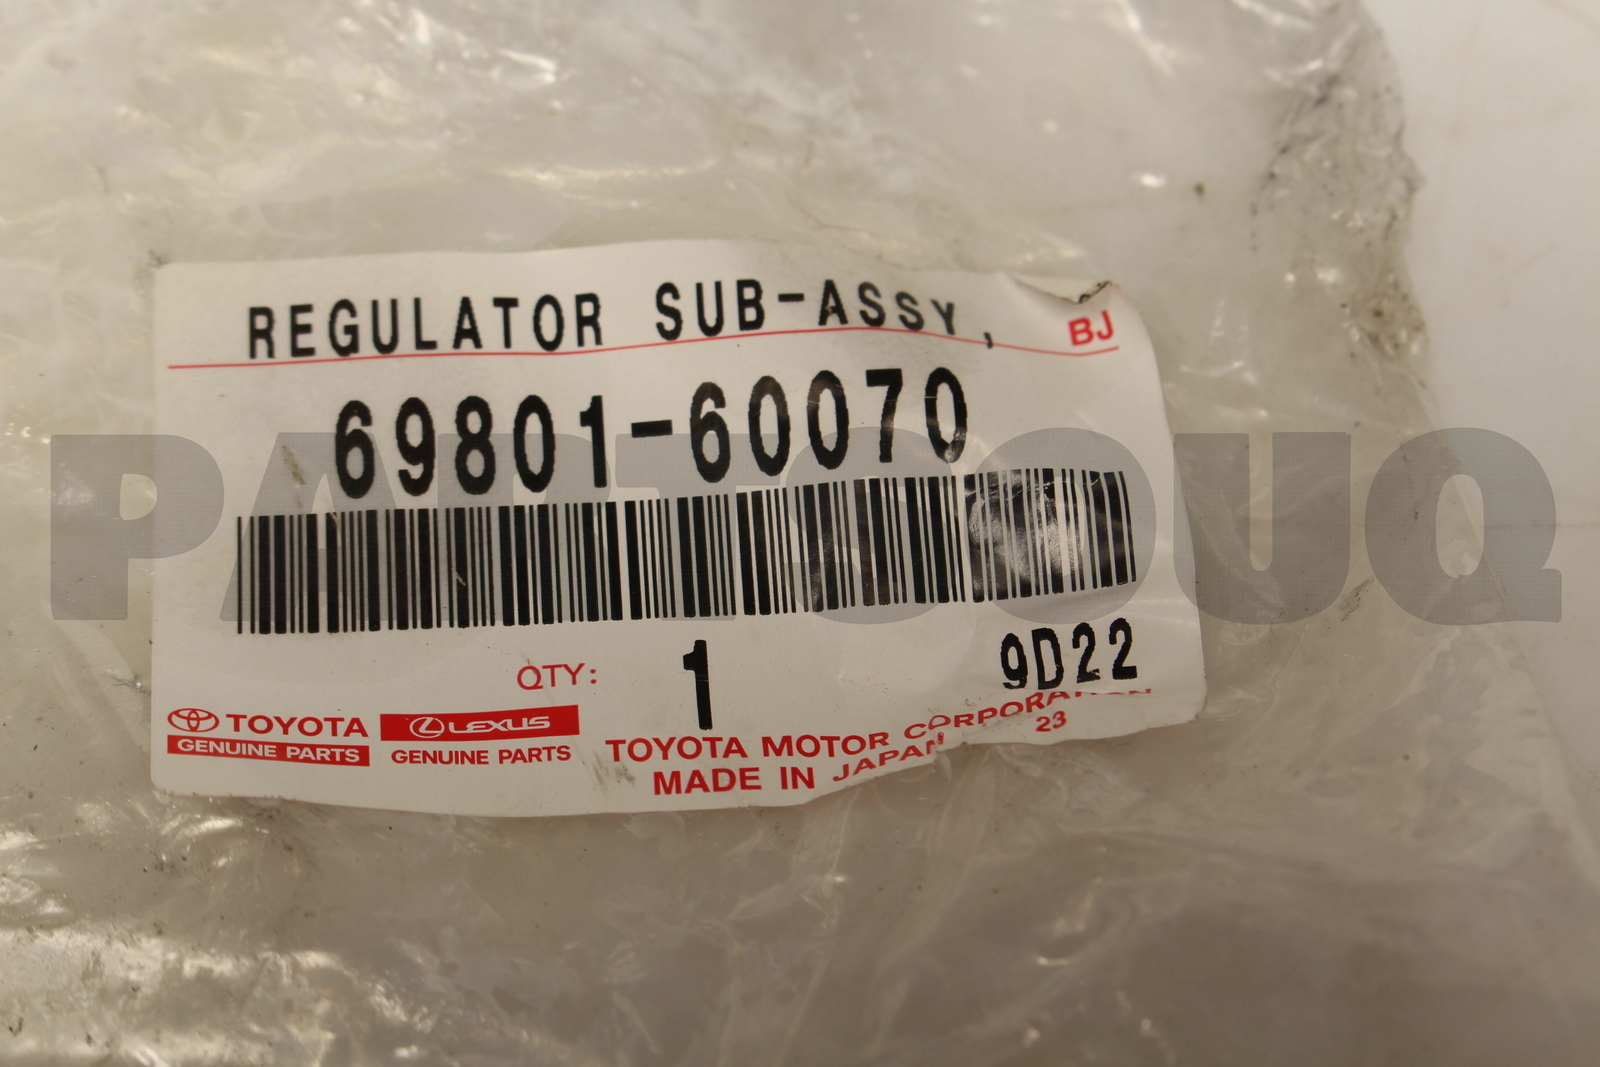 REGULATOR SUB-ASSY,
BJ
69801-60070
PARTSOUQ
QTY: 1
9D22
TOYOTA
GENUINE PARTS
LEXUS
GENUINE PARTS
TOYOTA MOTOR CORPORATION
MADE IN JAPAN
23